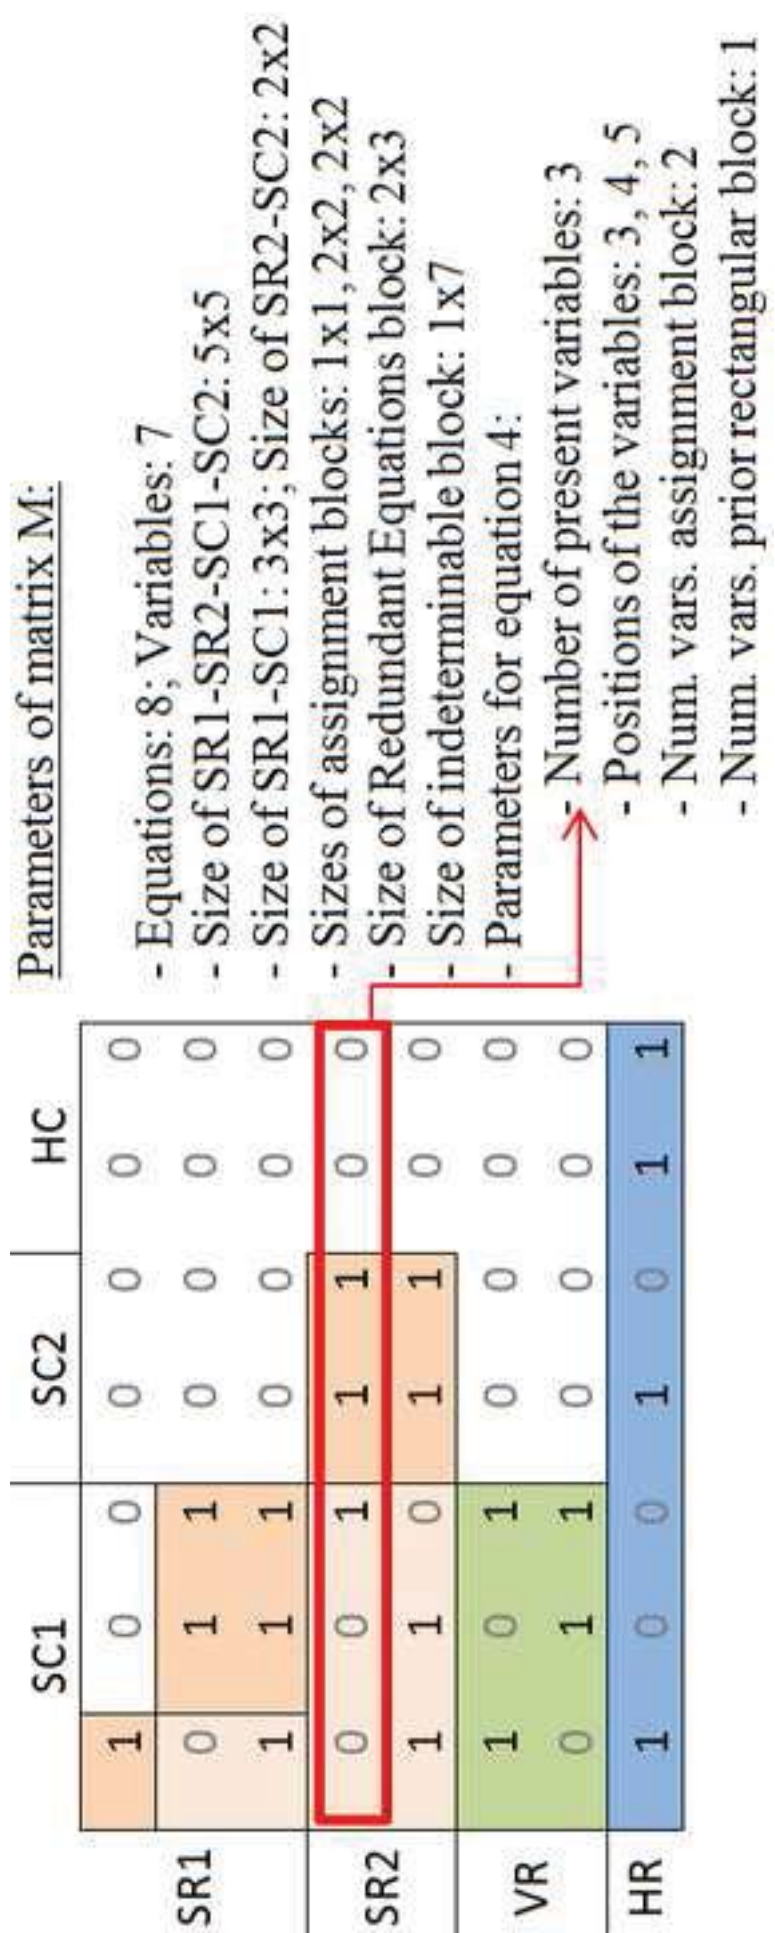 SC1 SC2 HC
1 0 0 0 0 0 0
SR1 0 1 1 0 0 0 0
1 1 1 0 0 0 0
SR2 0 0 1 1 1 0 0
1 1 0 1 1 0 0
VR 1 0 1 0 0 0 0
0 1 1 0 0 0 0
HR 1 0 0 1 0 1 1
Parameters of matrix M:
- Equations: 8; Variables: 7
- Size of SR1-SR2-SC1-SC2: 5x5
- Size of SR1-SC1: 3x3; Size of SR2-SC2: 2x2
- Sizes of assignment blocks: 1x1, 2x2, 2x2
- Size of Redundant Equations block: 2x3
- Size of indeterminable block: 1x7
- Parameters for equation 4:
- Number of present variables: 3
- Positions of the variables: 3, 4, 5
- Num. vars. assignment block: 2
- Num. vars. prior rectangular block: 1